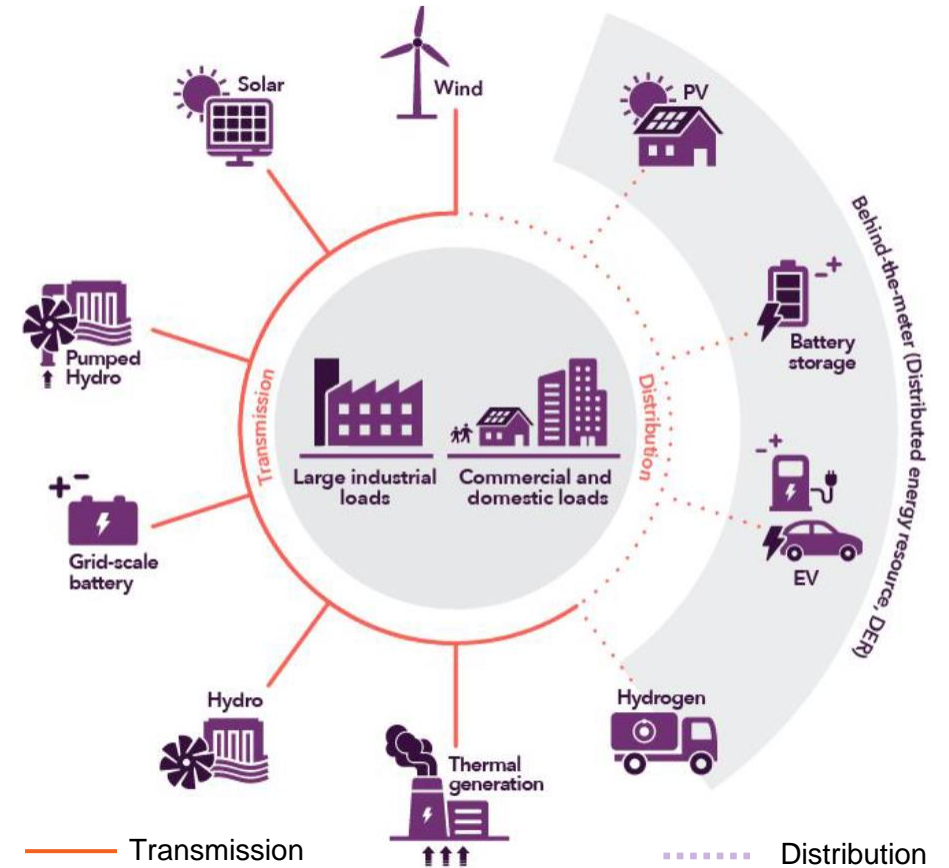 Wind
Solar
PV
Behind-the-meter (Distributed energy resource, DER)
Pumped
Hydro
Battery
storage
Transmission
Distribution
Large industrial
loads
Commercial and
domestic loads
Grid-scale
battery
EV
Hydro
Hydrogen
Thermal
generation
Transmission
Distribution